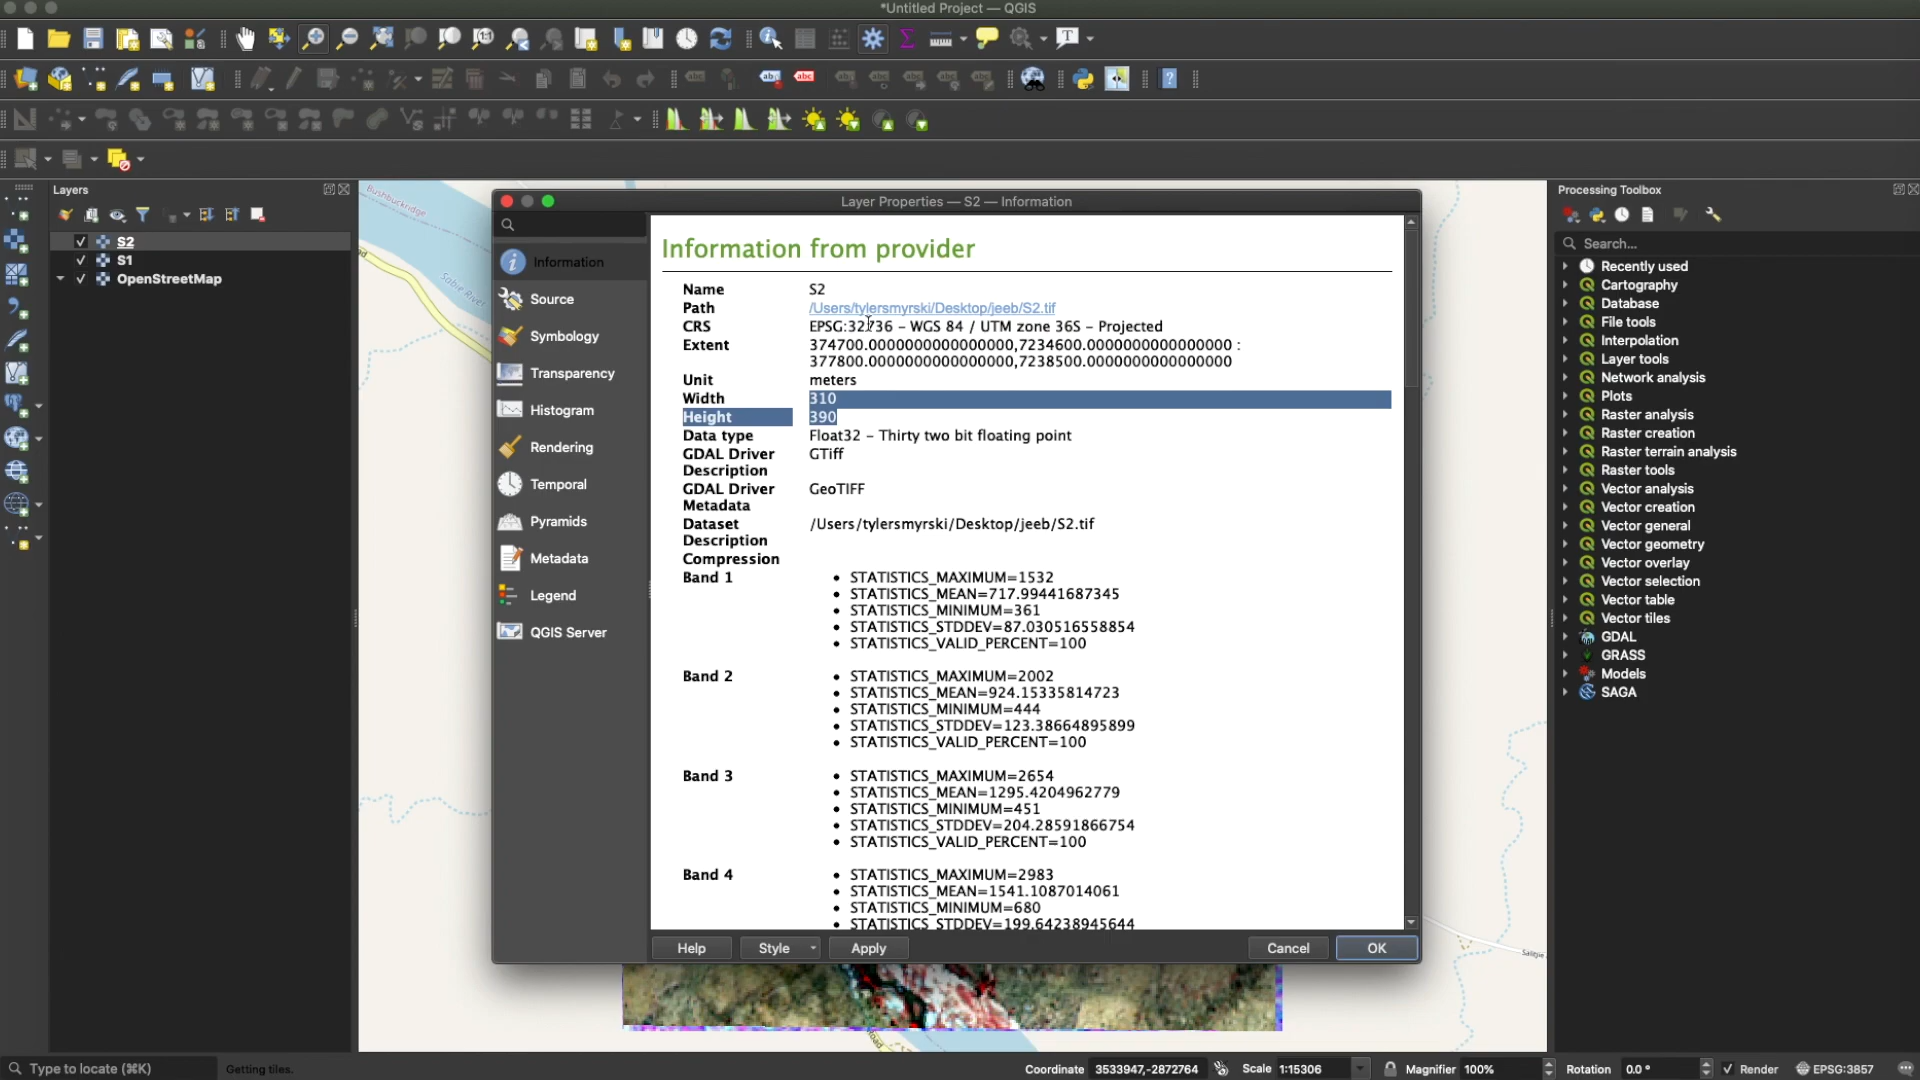 *Untitled Project — QGIS
Layers
S2
S1
OpenStreetMap
Bushbuckridge
Sabie River
Layer Properties — S2 — Information
Information
Source
Symbology
Transparency
Histogram
Rendering
Temporal
Pyramids
Metadata
Legend
QGIS Server
Information from provider
Name S2
Path /Users/tylersmyrski/Desktop/jeeb/S2.tif
CRS EPSG:32736 – WGS 84 / UTM zone 36S – Projected
Extent 374700.0000000000000000,7234600.0000000000000000 :
377800.0000000000000000,7238500.0000000000000000
Unit meters
Width 310
Height 390
Data type Float32 – Thirty two bit floating point
GDAL Driver GTiff
Description
GDAL Driver GeoTIFF
Metadata
Dataset /Users/tylersmyrski/Desktop/jeeb/S2.tif
Description
Compression
Band 1 • STATISTICS_MAXIMUM=1532
• STATISTICS_MEAN=717.99441687345
• STATISTICS_MINIMUM=361
• STATISTICS_STDDEV=87.030516558854
• STATISTICS_VALID_PERCENT=100
Band 2 • STATISTICS_MAXIMUM=2002
• STATISTICS_MEAN=924.15335814723
• STATISTICS_MINIMUM=444
• STATISTICS_STDDEV=123.38664895899
• STATISTICS_VALID_PERCENT=100
Band 3 • STATISTICS_MAXIMUM=2654
• STATISTICS_MEAN=1295.4204962779
• STATISTICS_MINIMUM=451
• STATISTICS_STDDEV=204.28591866754
• STATISTICS_VALID_PERCENT=100
Band 4 • STATISTICS_MAXIMUM=2983
• STATISTICS_MEAN=1541.1087014061
• STATISTICS_MINIMUM=680
• STATISTICS_STDDEV=199.64238945644
Help Style Apply Cancel OK
Processing Toolbox
Search...
Recently used
Cartography
Database
File tools
Interpolation
Layer tools
Network analysis
Plots
Raster analysis
Raster creation
Raster terrain analysis
Raster tools
Vector analysis
Vector creation
Vector general
Vector geometry
Vector overlay
Vector selection
Vector table
Vector tiles
GDAL
GRASS
Models
SAGA
Type to locate (⌘K) Getting tiles. Coordinate 3533947,-2872764 Scale 1:15306 Magnifier 100% Rotation 0.0 ° Render EPSG:3857